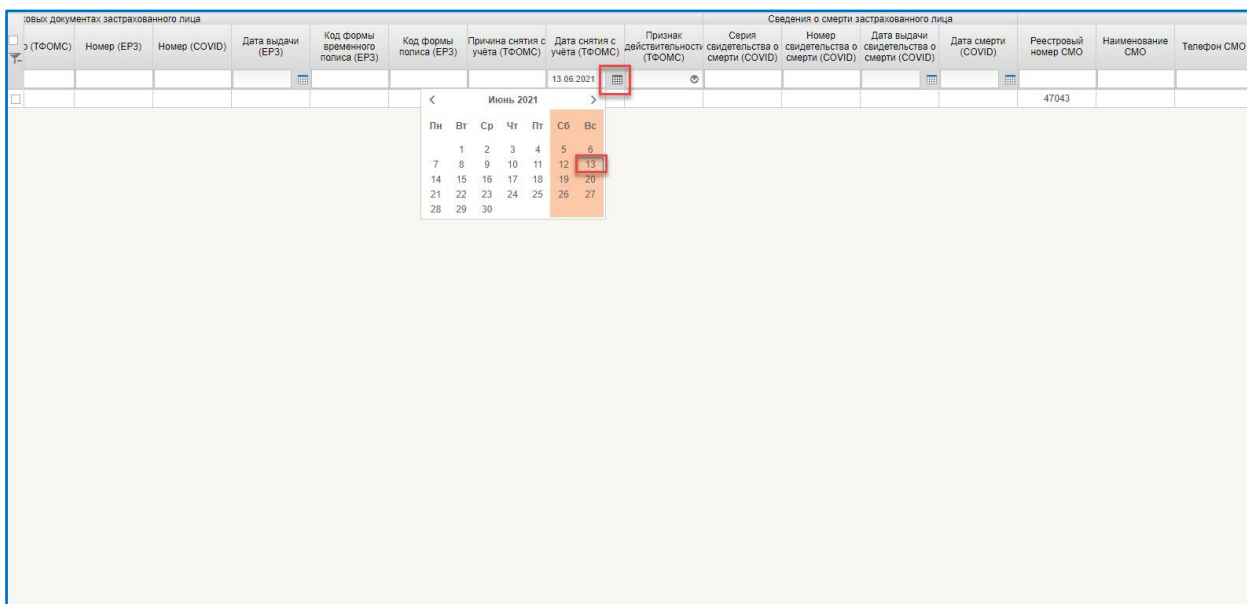 ховых документах застрахованного лица
Сведения о смерти застрахованного лица
р (ТФОМС)
Номер (ЕРЗ)
Номер (COVID)
Дата выдачи
(ЕРЗ)
Код формы
временного
полиса (ЕРЗ)
Код формы
полиса (ЕРЗ)
Причина снятия с
учёта (ТФОМС)
Дата снятия с
учёта (ТФОМС)
Признак
действительности
(ТФОМС)
Серия
свидетельства о
смерти (COVID)
Номер
свидетельства о
смерти (COVID)
Дата выдачи
свидетельства о
смерти (COVID)
Дата смерти
(COVID)
Реестровый
номер СМО
Наименование
СМО
Телефон СМО
13.06.2021
47043
< Июнь 2021 >
Пн Вт Ср Чт Пт Сб Вс
1 2 3 4 5 6
7 8 9 10 11 12 13
14 15 16 17 18 19 20
21 22 23 24 25 26 27
28 29 30